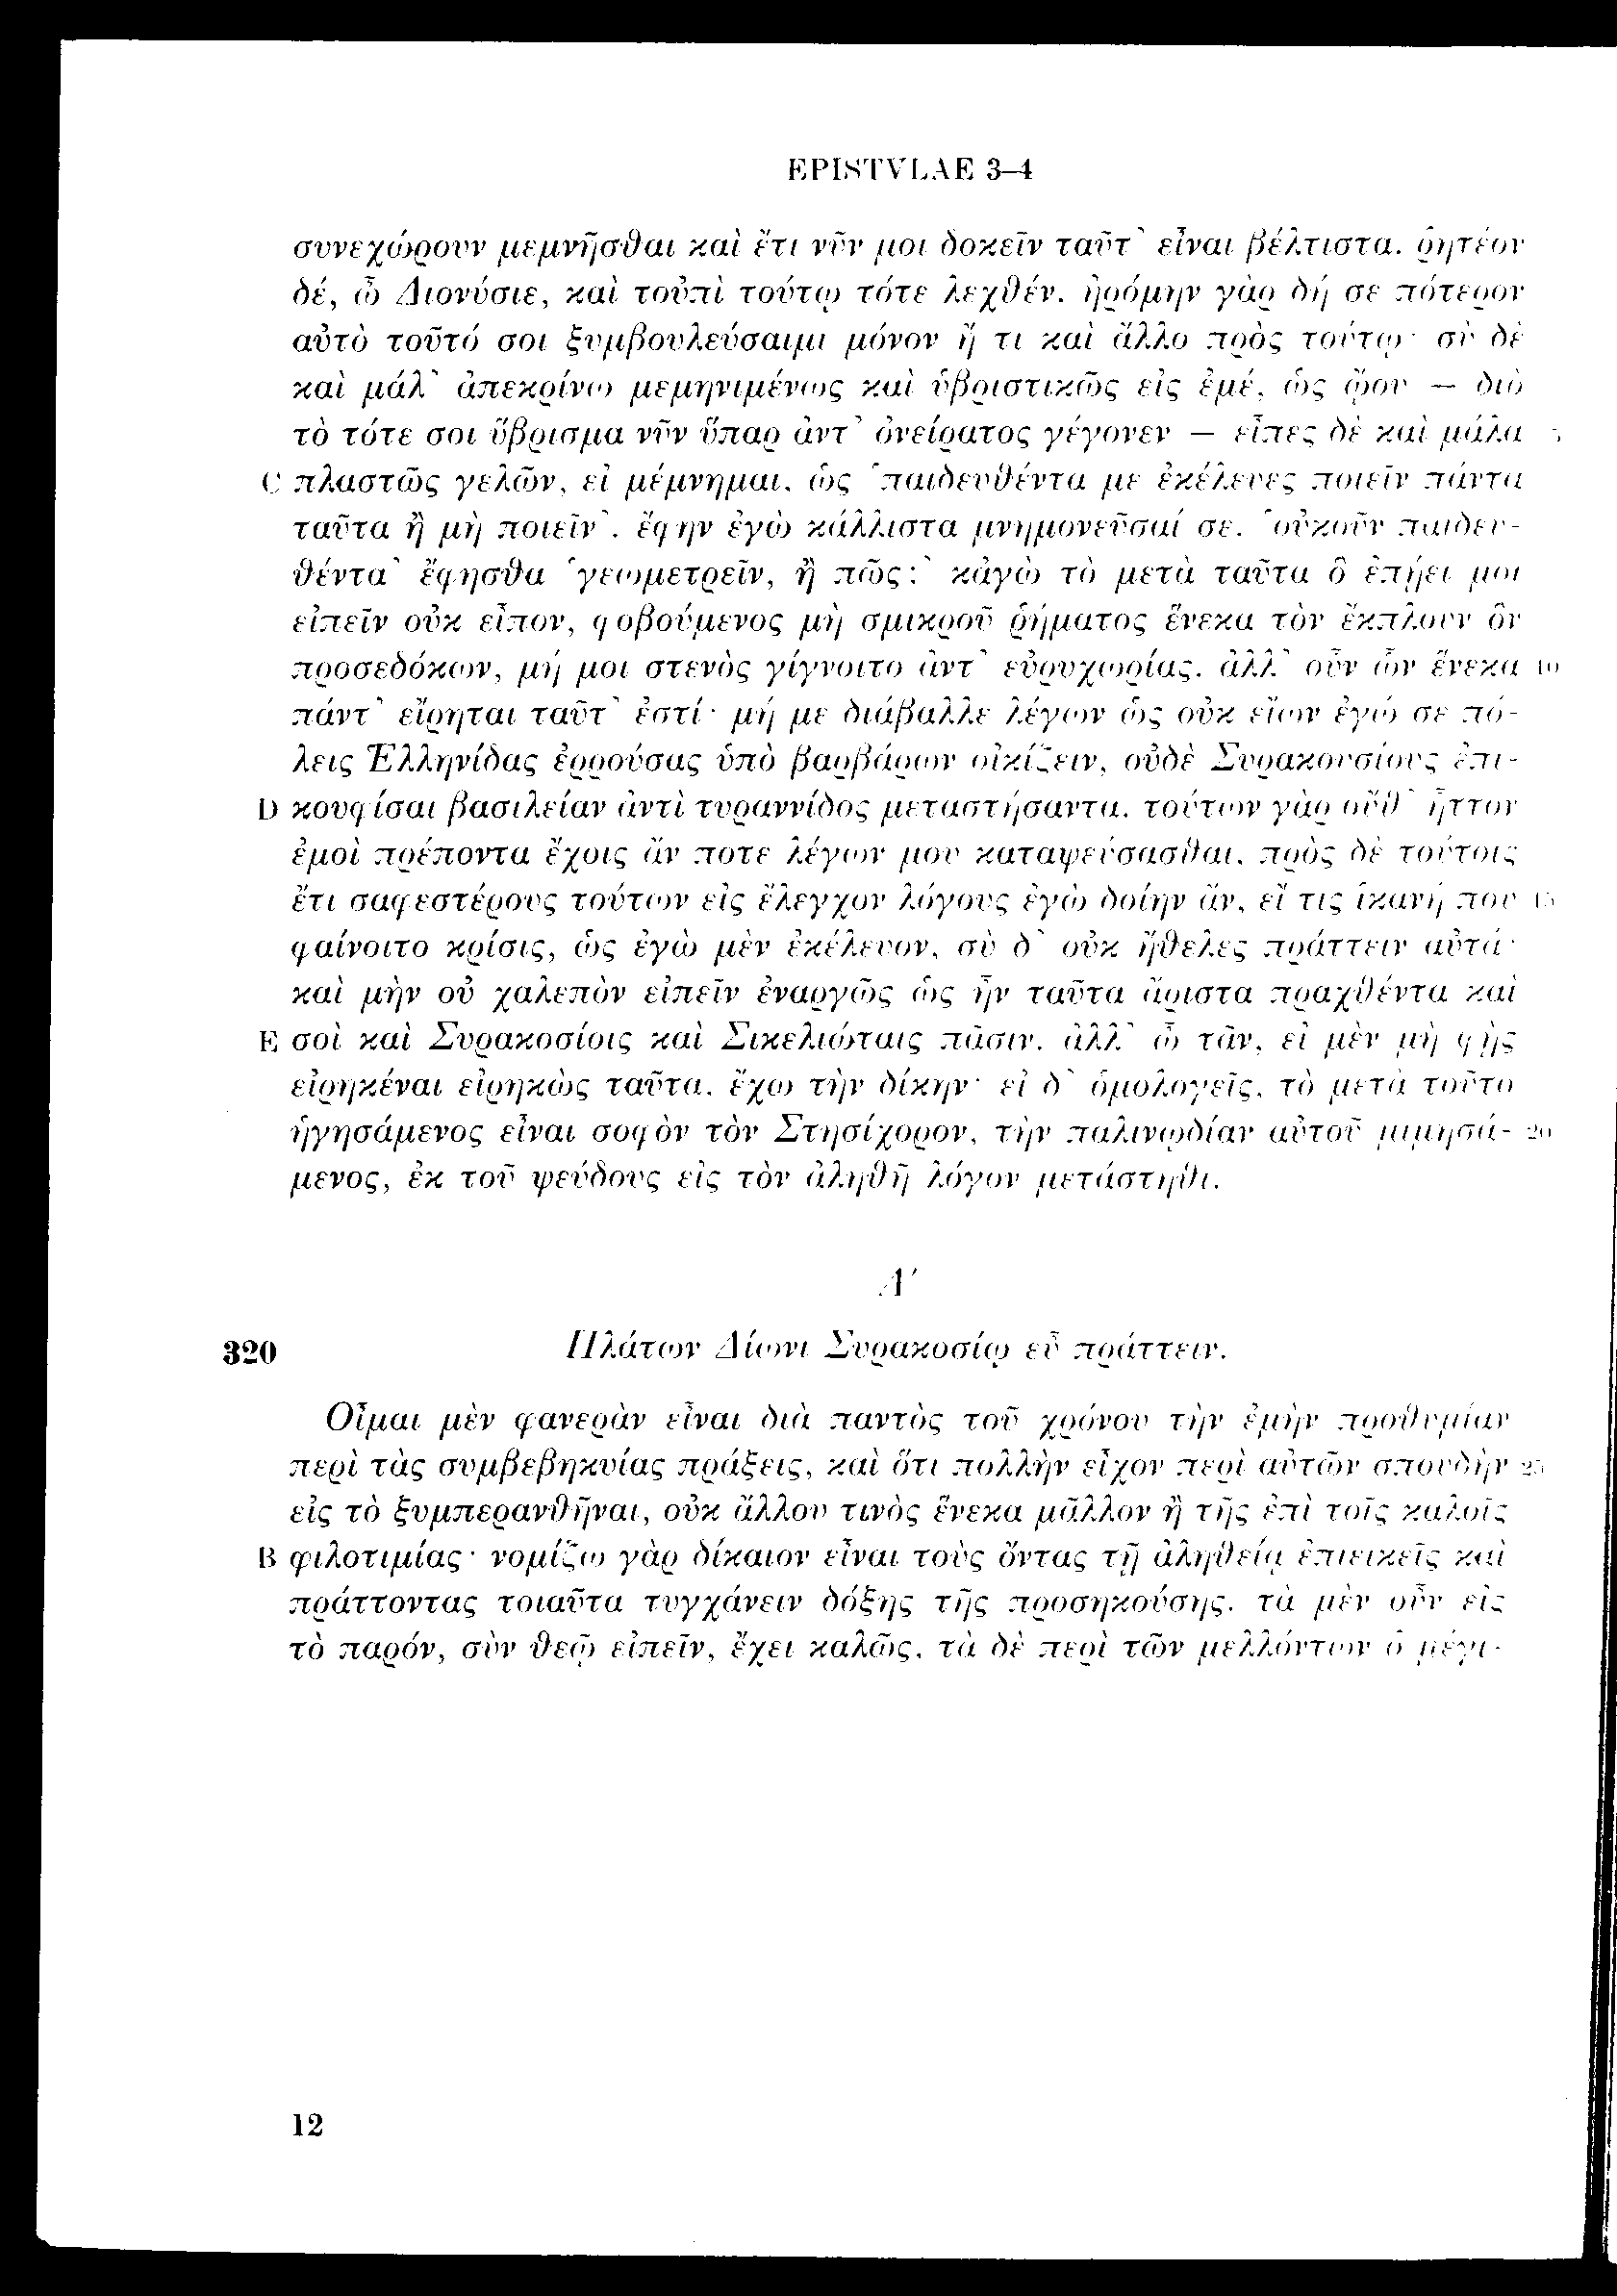 EPISTVLAE 3–4
συνεχώρουν μεμνῆσθαι καὶ ἔτι νῦν μοι δοκεῖν ταῦτ᾽ εἶναι βέλτιστα. ῥητέον
δέ, ὦ Διονύσιε, καὶ τοὐπὶ τούτῳ τότε λεχθέν. ἠρόμην γὰρ δή σε πότερον
αὐτὸ τοῦτό σοι ξυμβουλεύσαιμι μόνον ἤ τι καὶ ἄλλο πρὸς τούτῳ· σὺ δὲ
καὶ μάλ᾽ ἀπεκρίνω μεμηνιμένως καὶ ὑβριστικῶς εἰς ἐμέ, ὡς ᾤου — διὸ
τὸ τότε σοι ὕβρισμα νῦν ὕπαρ ἀντ᾽ ὀνείρατος γέγονεν — εἶπες δὲ καὶ μάλα 5
C πλαστῶς γελῶν, εἰ μέμνημαι, ὡς ῾παιδευθέντα με ἐκέλευες ποιεῖν πάντα
ταῦτα ἢ μὴ ποιεῖν᾽. ἔφην ἐγὼ κάλλιστα μνημονεῦσαί σε. ῾οὐκοῦν παιδευ-
θέντα᾽ ἔφησθα ῾γεωμετρεῖν, ἢ πῶς;᾽ κἀγὼ τὸ μετὰ ταῦτα ὃ ἐπῄει μοι
εἰπεῖν οὐκ εἶπον, φοβούμενος μὴ σμικροῦ ῥήματος ἕνεκα τὸν ἔκπλουν ὃν
προσεδόκων, μή μοι στενὸς γίγνοιτο ἀντ᾽ εὐρυχωρίας. ἀλλ᾽ οὖν ὧν ἕνεκα 10
πάντ᾽ εἴρηται ταῦτ᾽ ἐστί· μή με διάβαλλε λέγων ὡς οὐκ εἴων ἐγώ σε πό-
λεις Ἑλληνίδας ἐρρούσας ὑπὸ βαρβάρων οἰκίζειν, οὐδὲ Συρακουσίους ἐπι-
D κουφίσαι βασιλείαν ἀντὶ τυραννίδος μεταστήσαντα. τούτων γὰρ οὔθ᾽ ἧττον
ἐμοὶ πρέποντα ἔχοις ἄν ποτε λέγων μου καταψεύσασθαι, πρὸς δὲ τούτοις
ἔτι σαφεστέρους τούτων εἰς ἔλεγχον λόγους ἐγὼ δοίην ἄν, εἴ τις ἱκανή που 15
φαίνοιτο κρίσις, ὡς ἐγὼ μὲν ἐκέλευον, σὺ δ᾽ οὐκ ἤθελες πράττειν αὐτά·
καὶ μὴν οὐ χαλεπὸν εἰπεῖν ἐναργῶς ὡς ἦν ταῦτα ἄριστα πραχθέντα καὶ
E σοὶ καὶ Συρακοσίοις καὶ Σικελιώταις πᾶσιν. ἀλλ᾽ ὦ τᾶν, εἰ μὲν μὴ φῂς
εἰρηκέναι εἰρηκὼς ταῦτα, ἔχω τὴν δίκην· εἰ δ᾽ ὁμολογεῖς, τὸ μετὰ τοῦτο
ἡγησάμενος εἶναι σοφὸν τὸν Στησίχορον, τὴν παλινῳδίαν αὐτοῦ μιμησά- 20
μενος, ἐκ τοῦ ψεύδους εἰς τὸν ἀληθῆ λόγον μετάστηθι.
Δ′
320 Πλάτων Δίωνι Συρακοσίῳ εὖ πράττειν.
Οἶμαι μὲν φανερὰν εἶναι διὰ παντὸς τοῦ χρόνου τὴν ἐμὴν προθυμίαν
περὶ τὰς συμβεβηκυίας πράξεις, καὶ ὅτι πολλὴν εἶχον περὶ αὐτῶν σπουδὴν 25
εἰς τὸ ξυμπερανθῆναι, οὐκ ἄλλου τινὸς ἕνεκα μᾶλλον ἢ τῆς ἐπὶ τοῖς καλοῖς
B φιλοτιμίας· νομίζω γὰρ δίκαιον εἶναι τοὺς ὄντας τῇ ἀληθείᾳ ἐπιεικεῖς καὶ
πράττοντας τοιαῦτα τυγχάνειν δόξης τῆς προσηκούσης. τὰ μὲν οὖν εἰς
τὸ παρόν, σὺν θεῷ εἰπεῖν, ἔχει καλῶς, τὰ δὲ περὶ τῶν μελλόντων ὁ μέγι-
12